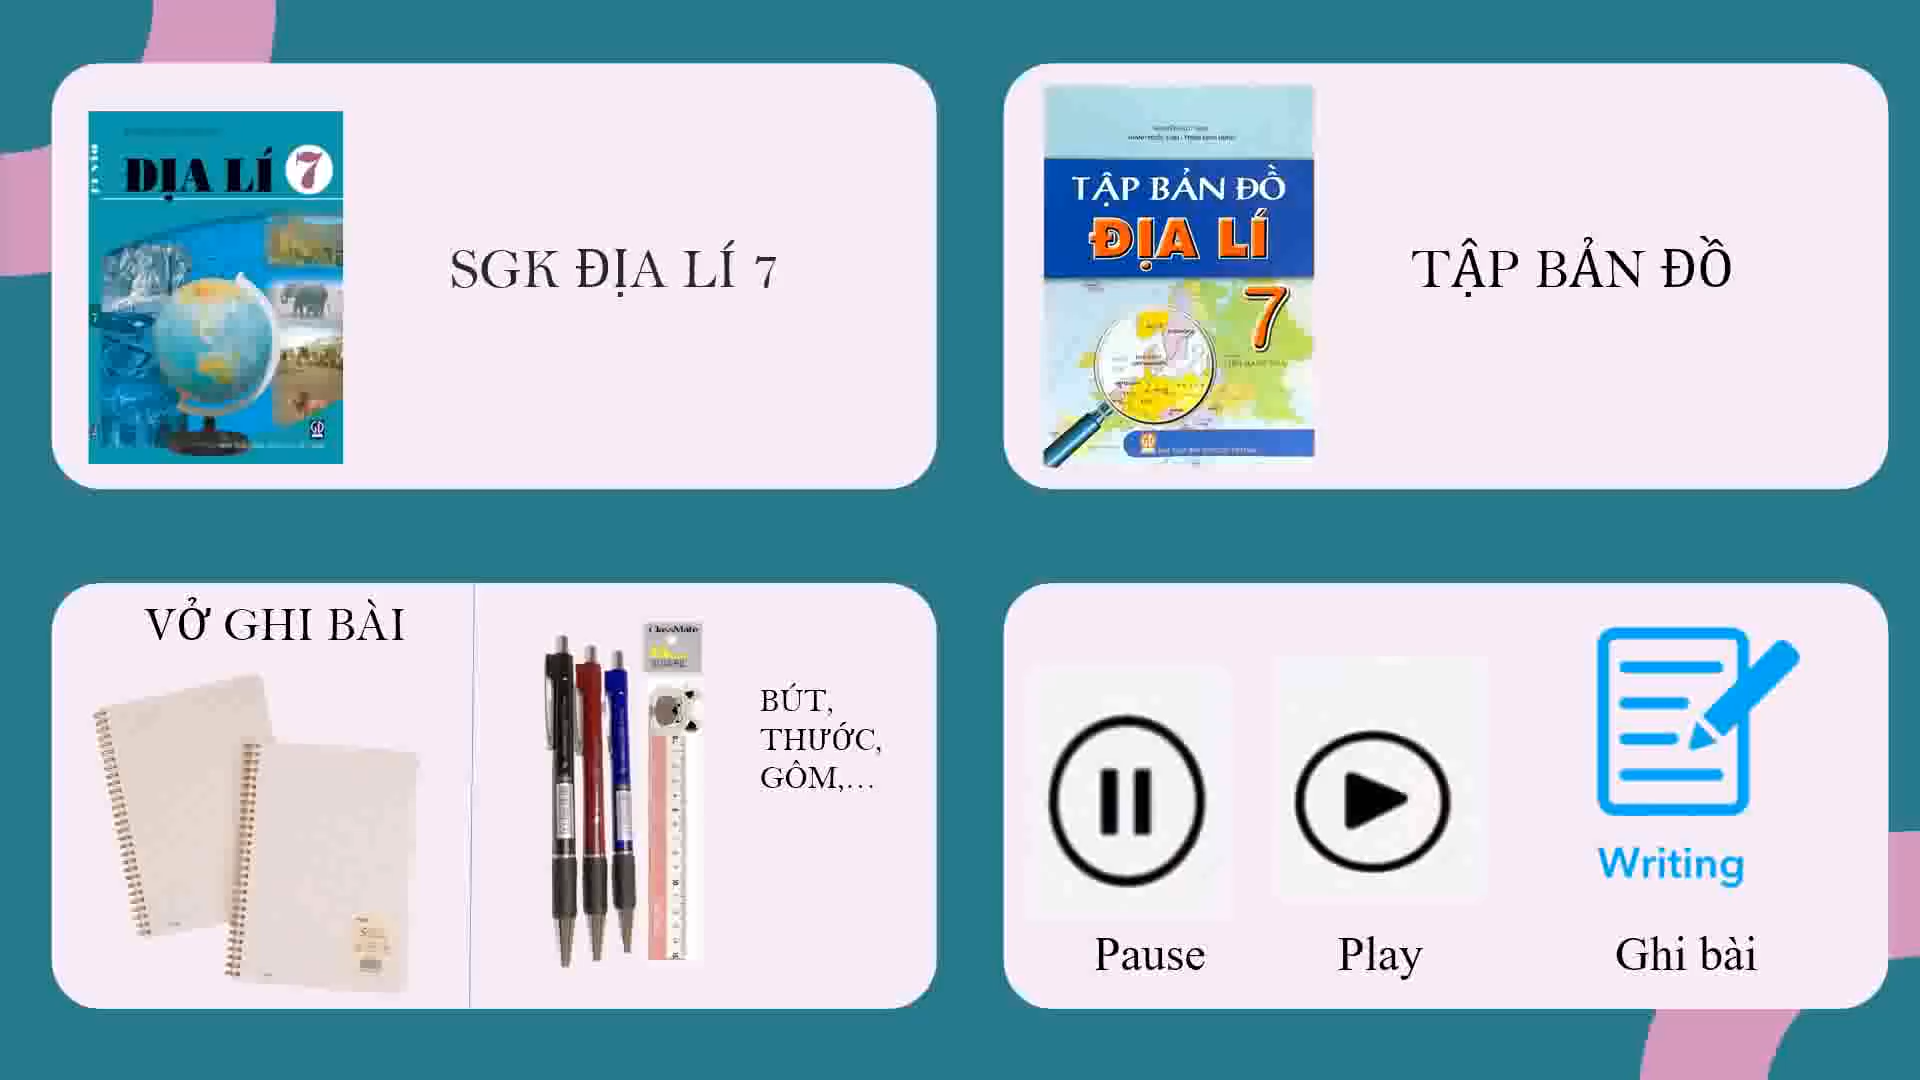 ĐỊA LÍ 7
SGK ĐỊA LÍ 7
TẬP BẢN ĐỒ
ĐỊA LÍ
7
TẬP BẢN ĐỒ
VỞ GHI BÀI
ClassMate
BÚT,
THƯỚC,
GÔM,...
Writing
Pause
Play
Ghi bài